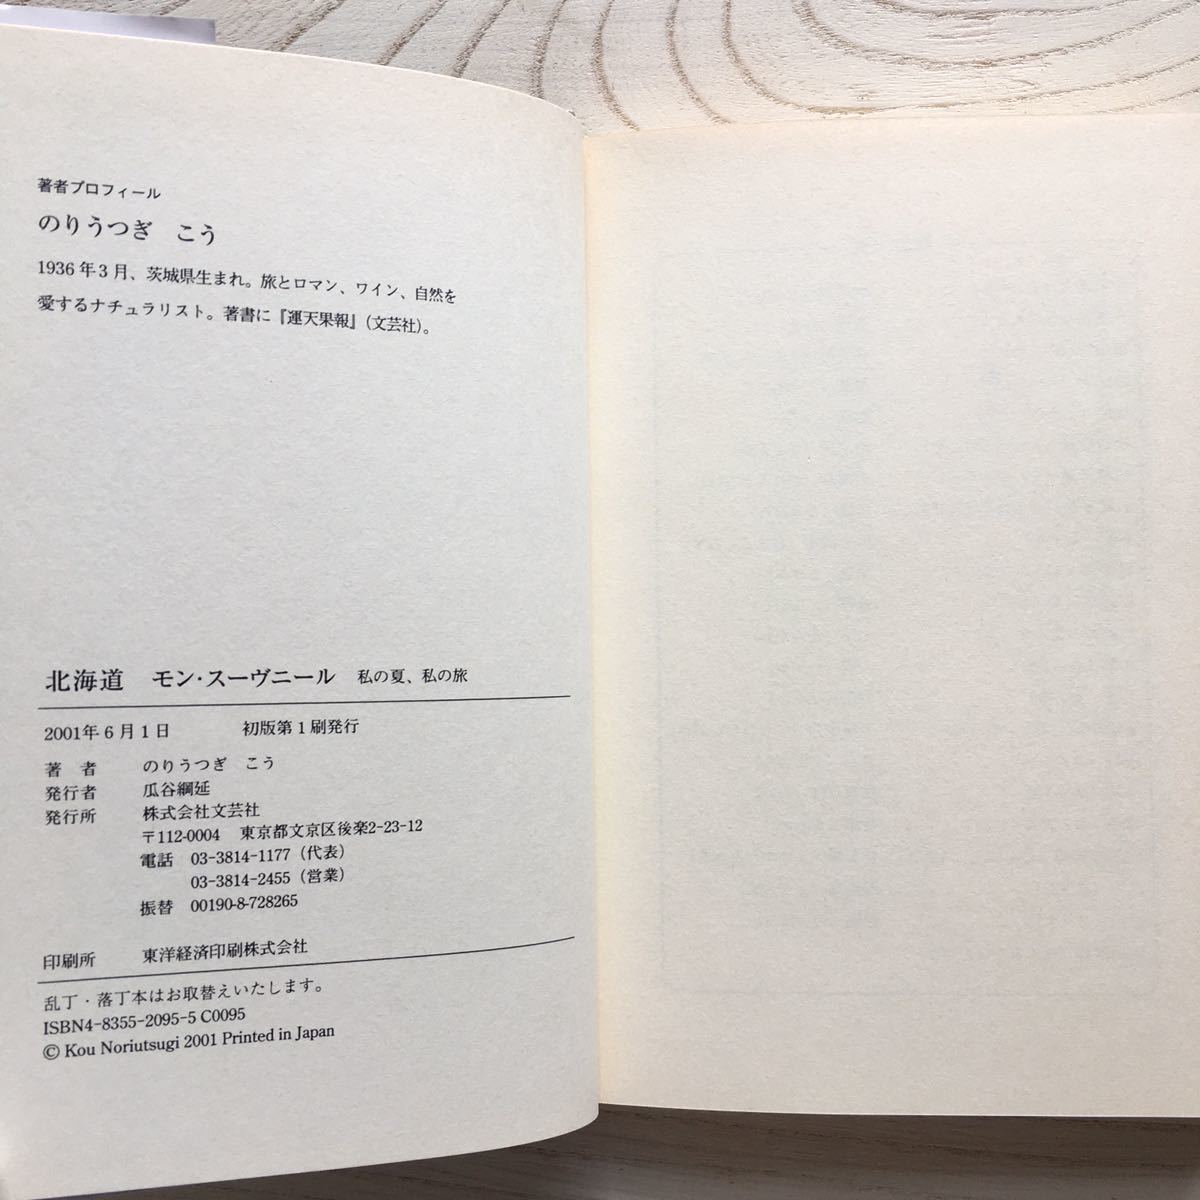 著者プロフィール
のりうつぎ　こう
1936年3月、茨城県生まれ。旅とロマン、ワイン、自然を
愛するナチュラリスト。著書に『運天果報』(文芸社)。
北海道　モン・スーヴニール　私の夏、私の旅
2001年6月1日　初版第1刷発行
著　者　のりうつぎ　こう
発行者　瓜谷綱延
発行所　株式会社文芸社
〒112-0004　東京都文京区後楽2-23-12
電話　03-3814-1177（代表）
03-3814-2455（営業）
振替　00190-8-728265
印刷所　東洋経済印刷株式会社
乱丁・落丁本はお取替えいたします。
ISBN4-8355-2095-5 C0095
© Kou Noriutsugi 2001 Printed in Japan